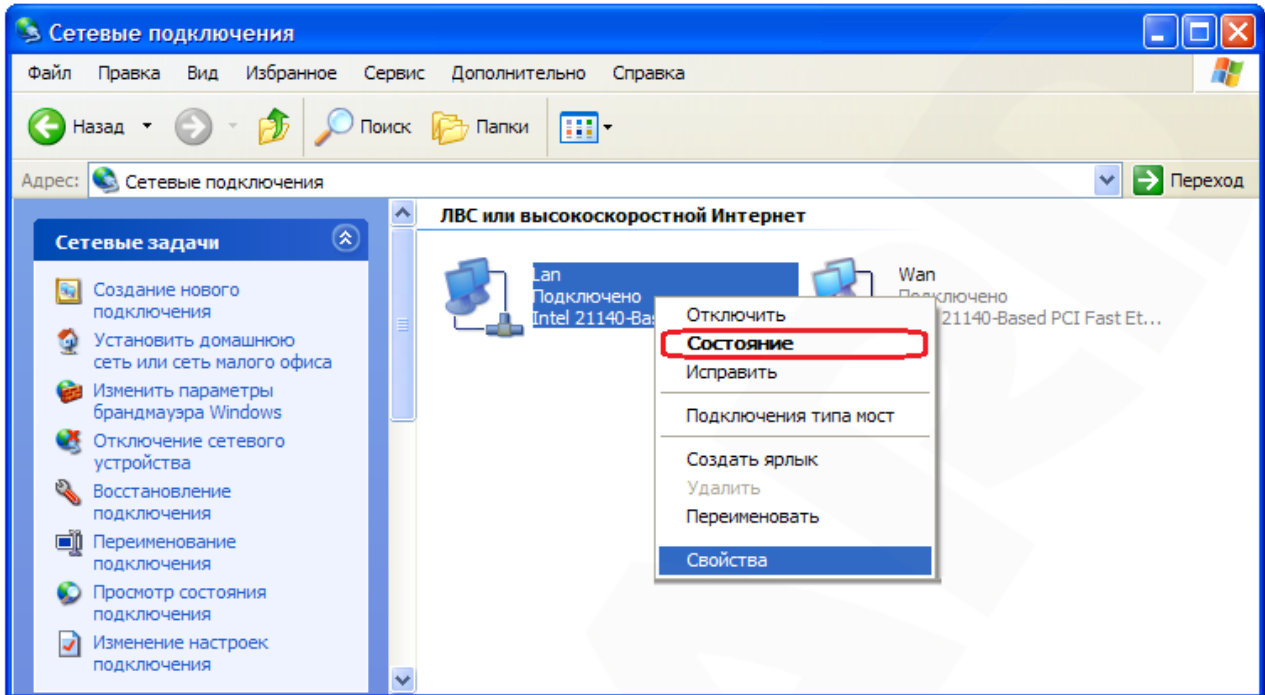 Сетевые подключения
Файл Правка Вид Избранное Сервис Дополнительно Справка
Назад Поиск Папки
Адрес: Сетевые подключения Переход
Сетевые задачи
Создание нового
подключения
Установить домашнюю
сеть или сеть малого офиса
Изменить параметры
брандмауэра Windows
Отключение сетевого
устройства
Восстановление
подключения
Переименование
подключения
Просмотр состояния
подключения
Изменение настроек
подключения
ЛВС или высокоскоростной Интернет
Lan
Подключено
Intel 21140-Ba
Wan
Подключено
21140-Based PCI Fast Et...
Отключить
Состояние
Исправить
Подключения типа мост
Создать ярлык
Удалить
Переименовать
Свойства